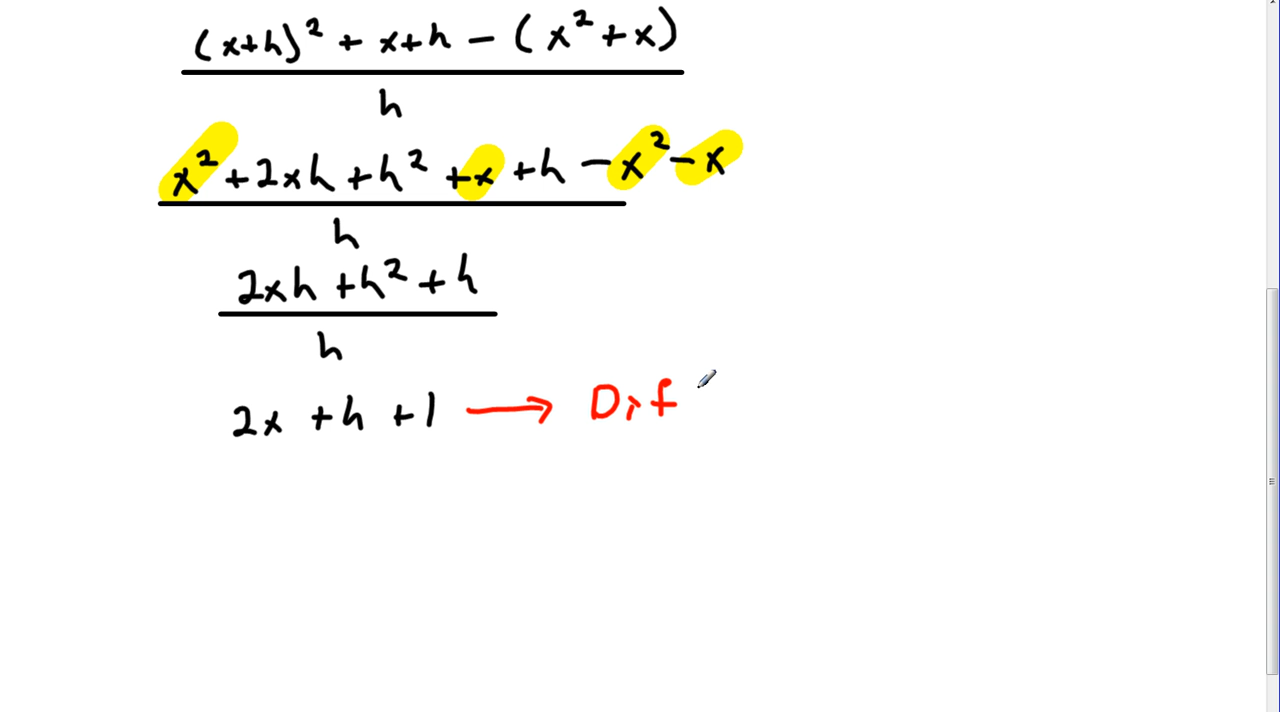 (x+h)² + x+h − (x² + x)
h
x² + 2xh + h² + x + h − x² − x
h
2xh + h² + h
h
2x + h + 1 → Dif